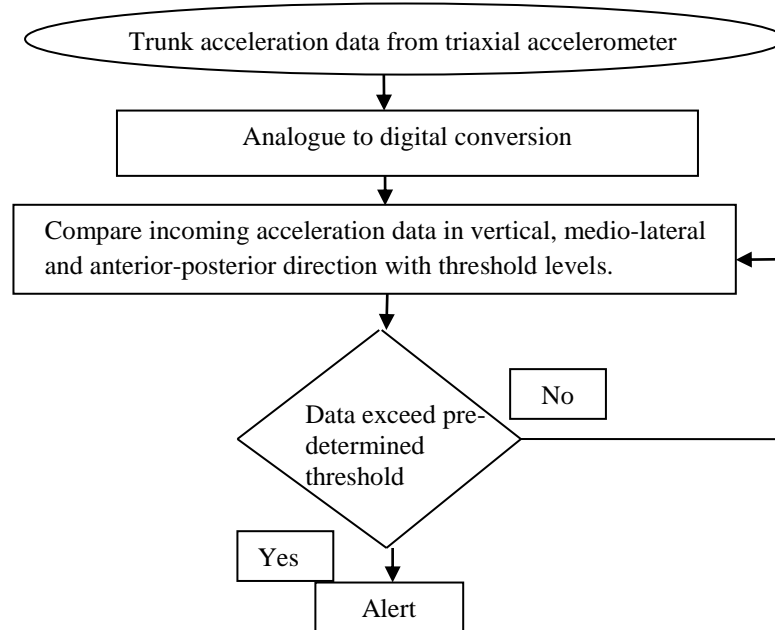 Trunk acceleration data from triaxial accelerometer
Analogue to digital conversion
Compare incoming acceleration data in vertical, medio-lateral
and anterior-posterior direction with threshold levels.
No
Data exceed pre-
determined
threshold
Yes
Alert